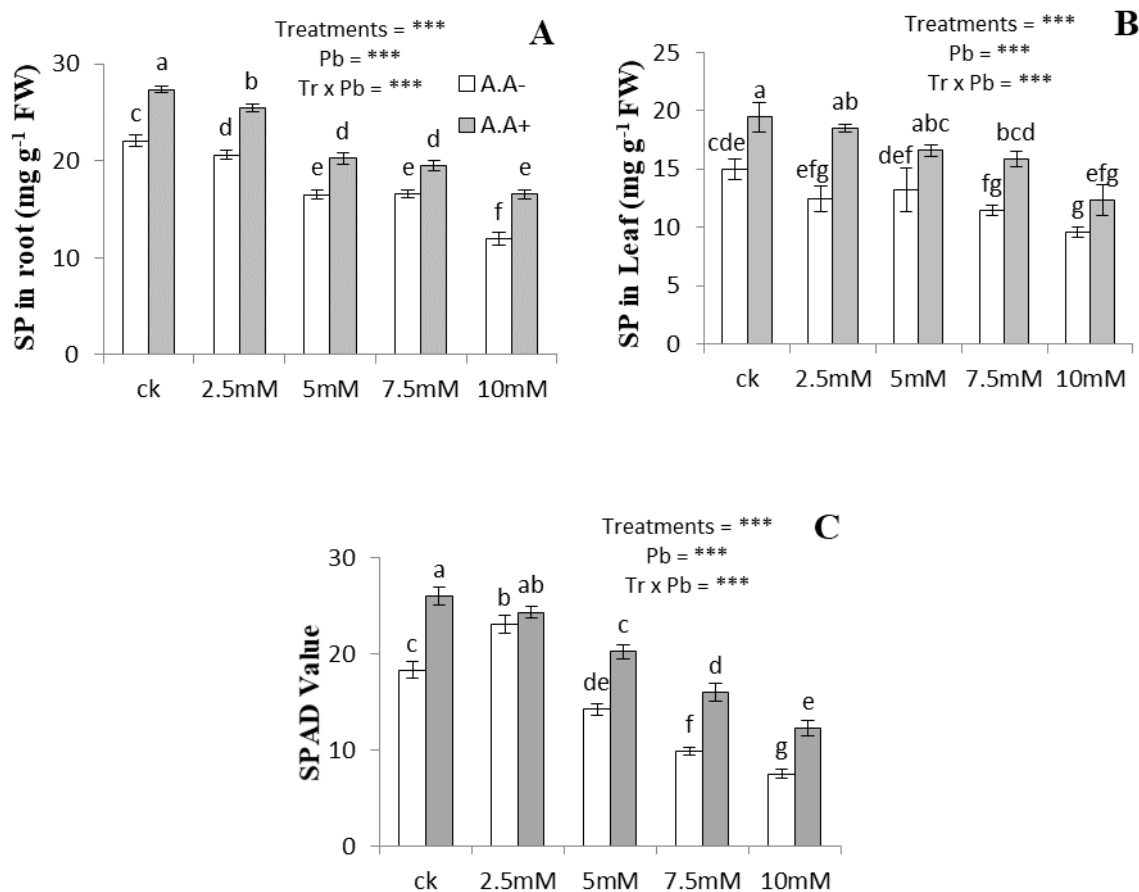 Treatments = ***
Pb = ***
Tr x Pb = ***
A
A.A-
A.A+
SP in root (mg g⁻¹ FW)
30
20
10
0
c
a
d
b
e
d
e
d
f
e
ck
2.5mM
5mM
7.5mM
10mM
Treatments = ***
Pb = ***
Tr x Pb = ***
B
SP in Leaf (mg g⁻¹ FW)
25
20
15
10
5
0
cde
a
efg
ab
def
abc
fg
bcd
g
efg
ck
2.5mM
5mM
7.5mM
10mM
Treatments = ***
Pb = ***
Tr x Pb = ***
C
SPAD Value
30
20
10
0
c
a
b
ab
de
c
f
d
g
e
ck
2.5mM
5mM
7.5mM
10mM